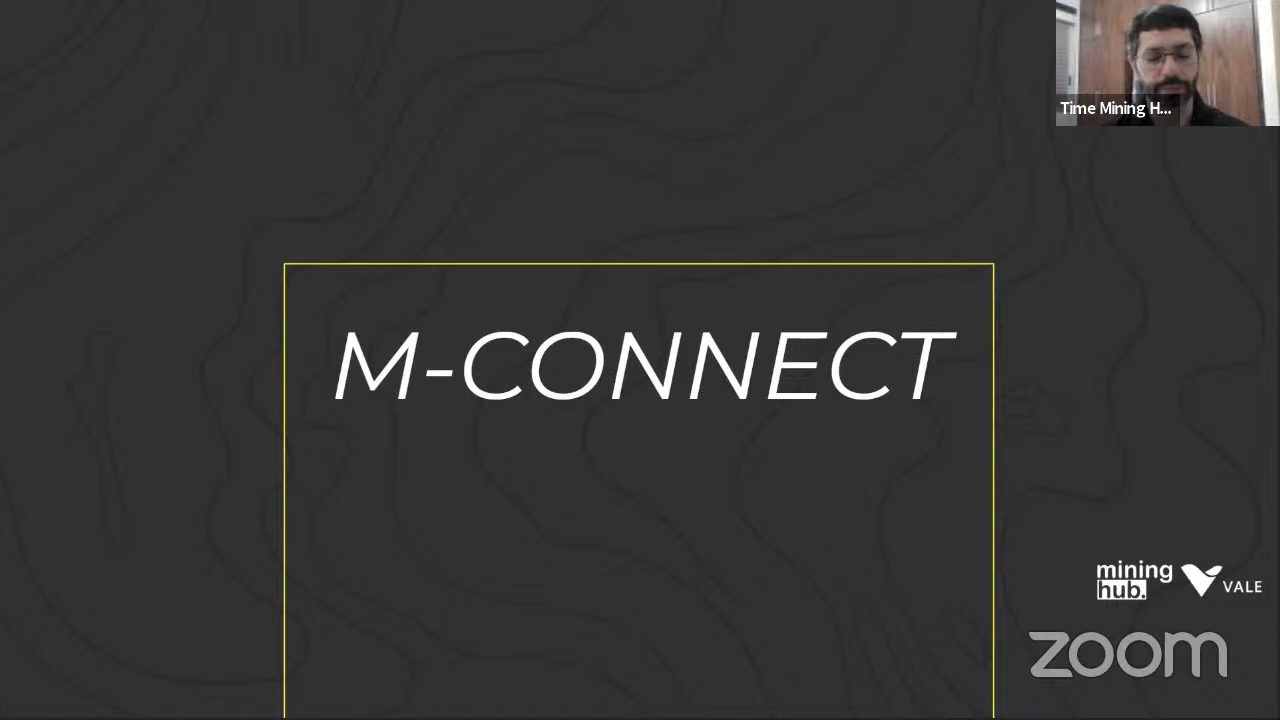 Time Mining H...
M-CONNECT
mining
hub.
VALE
zoom